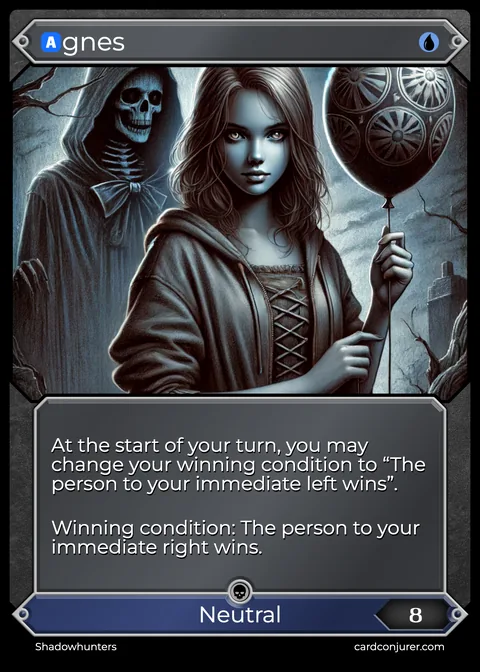 Agnes
At the start of your turn, you may
change your winning condition to “The
person to your immediate left wins”.
Winning condition: The person to your
immediate right wins.
Neutral
8
Shadowhunters
cardconjurer.com